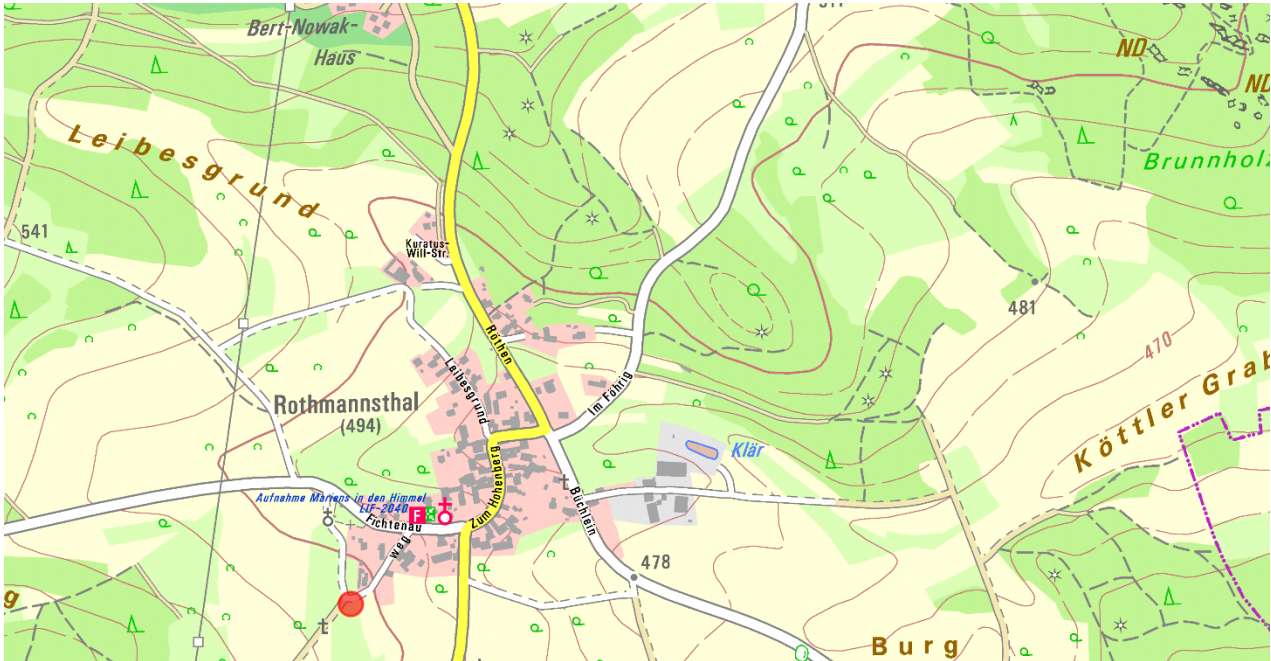 Bert-Nowak-
Haus
ND
ND
Leibesgrund
Brunnholz
541
Kuratus-
Will-Str.
481
470
Röthen
Leibesgrund
Im Föhrig
Rothmannsthal
(494)
Köttler Grab
Klär
Zum Hohenberg
Büchlein
Aufnahme Mariens in den Himmel
LIF-2040
F
K
Fichtenau
weg
478
g
Burg